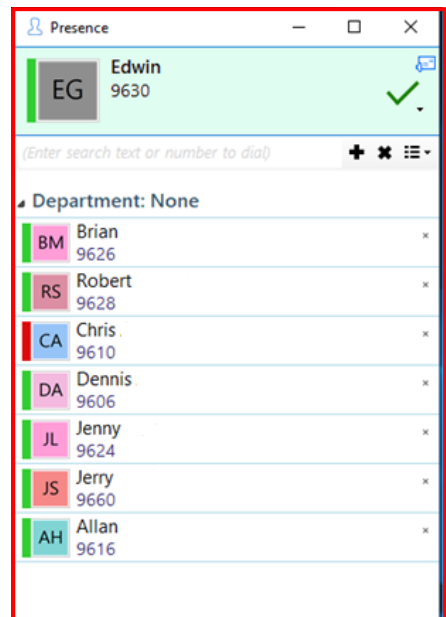 Presence
EG
Edwin
9630
(Enter search text or number to dial)
Department: None
BM
Brian
9626
RS
Robert
9628
CA
Chris
9610
DA
Dennis
9606
JL
Jenny
9624
JS
Jerry
9660
AH
Allan
9616